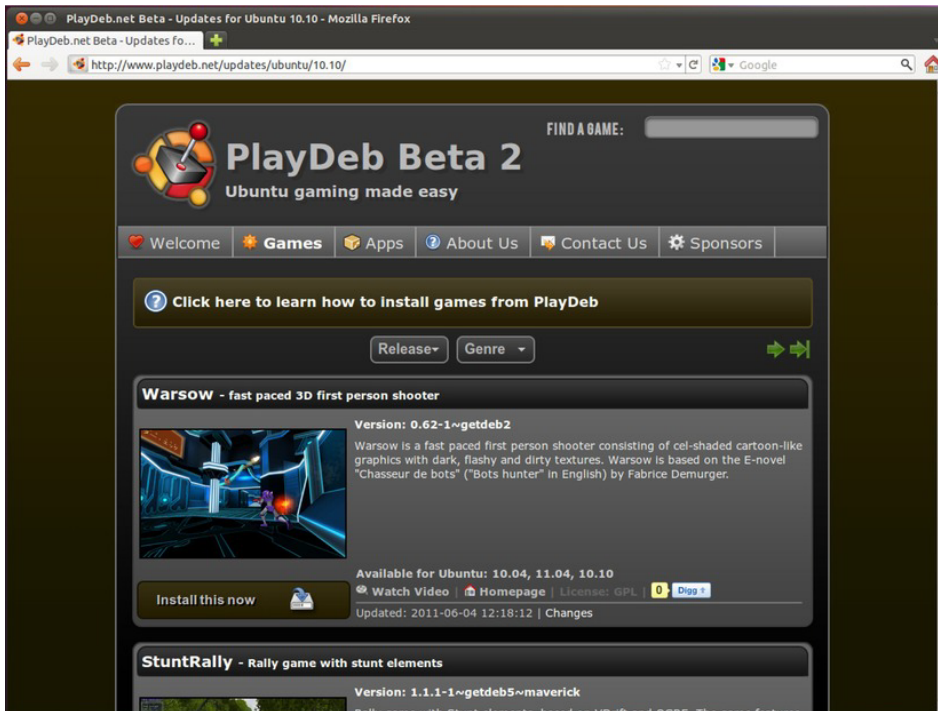 PlayDeb.net Beta - Updates for Ubuntu 10.10 - Mozilla Firefox
PlayDeb.net Beta - Updates fo...
http://www.playdeb.net/updates/ubuntu/10.10/
Google
FIND A GAME:
PlayDeb Beta 2
Ubuntu gaming made easy
Welcome Games Apps About Us Contact Us Sponsors
Click here to learn how to install games from PlayDeb
Release Genre
Warsow - fast paced 3D first person shooter
Version: 0.62-1~getdeb2
Warsow is a fast paced first person shooter consisting of cel-shaded cartoon-like
graphics with dark, flashy and dirty textures. Warsow is based on the E-novel
"Chasseur de bots" ("Bots hunter" in English) by Fabrice Demurger.
Available for Ubuntu: 10.04, 11.04, 10.10
Install this now
Watch Video | Homepage | License: GPL | 0 Digg
Updated: 2011-06-04 12:18:12 | Changes
StuntRally - Rally game with stunt elements
Version: 1.1.1-1~getdeb5~maverick